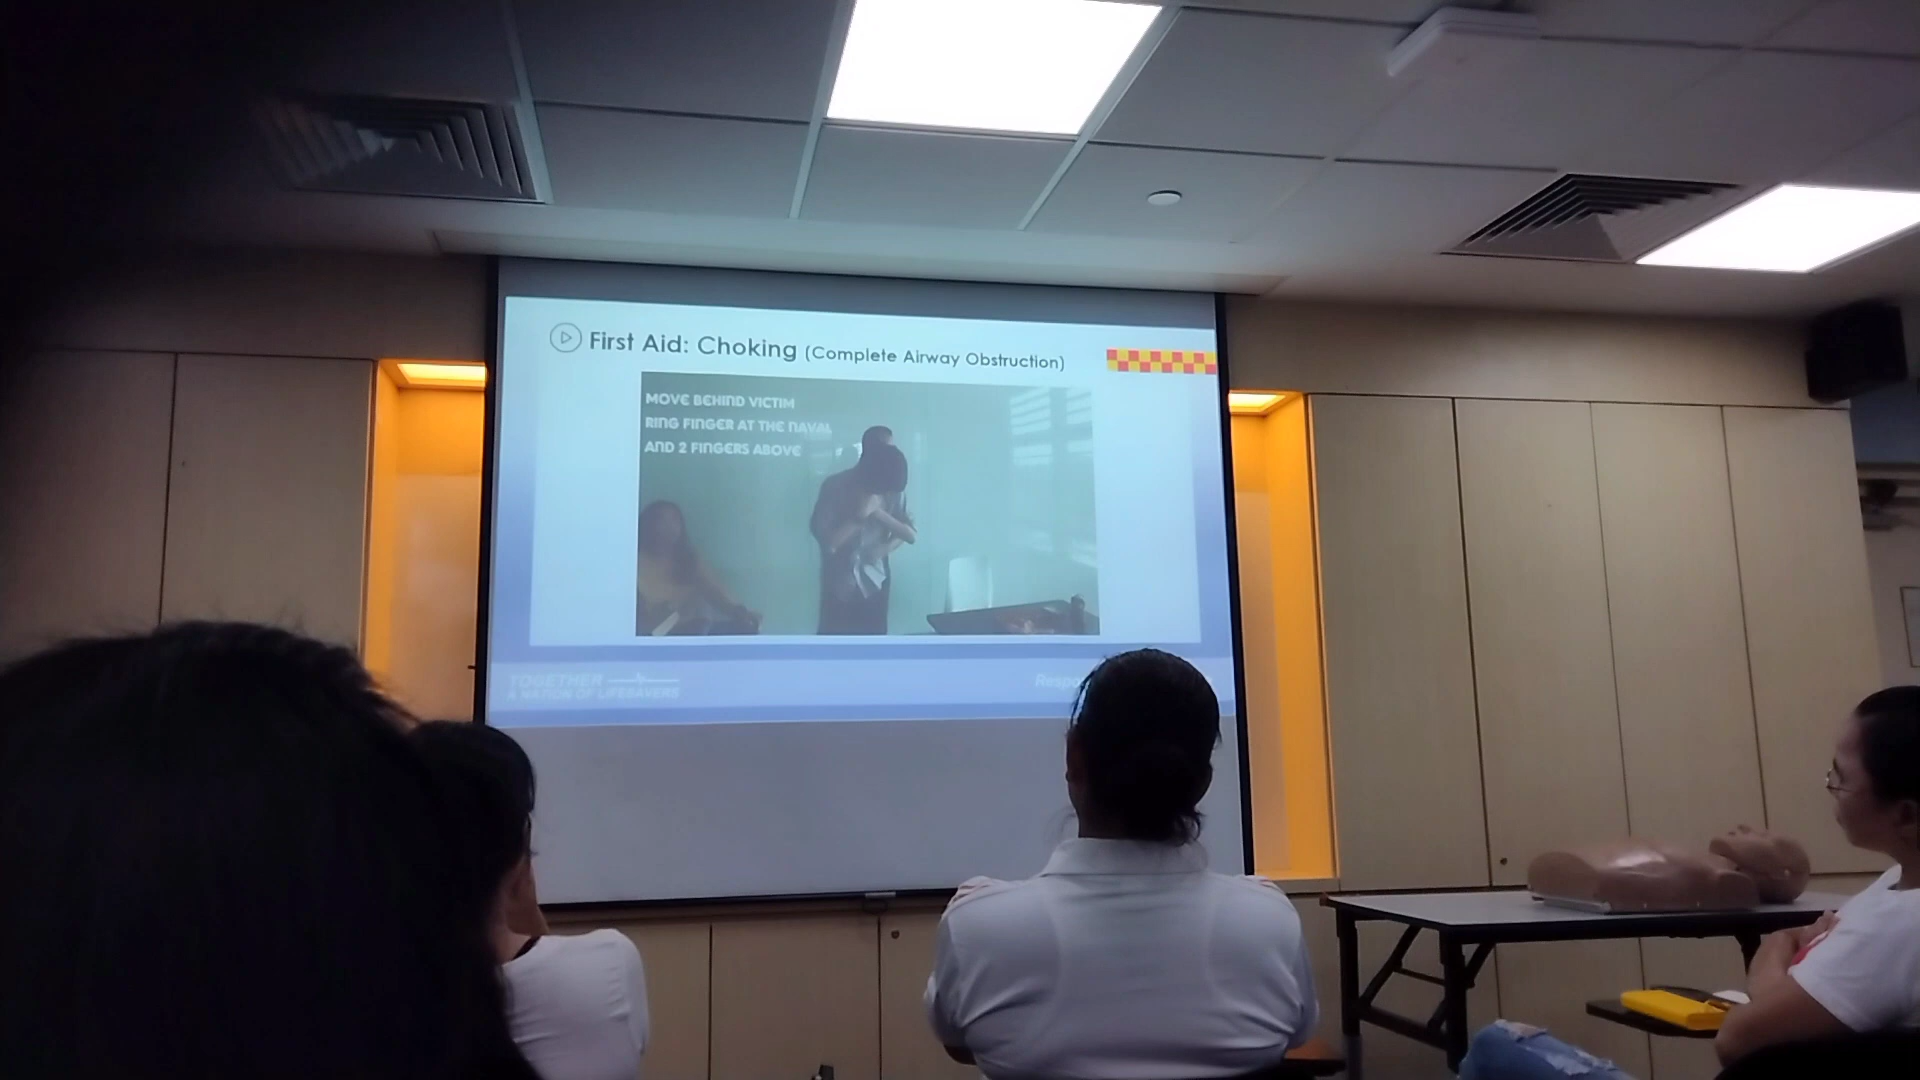 First Aid: Choking (Complete Airway Obstruction)
MOVE BEHIND VICTIM
RING FINGER AT THE NAVAL
AND 2 FINGERS ABOVE
TOGETHER
A NATION OF LIFESAVERS